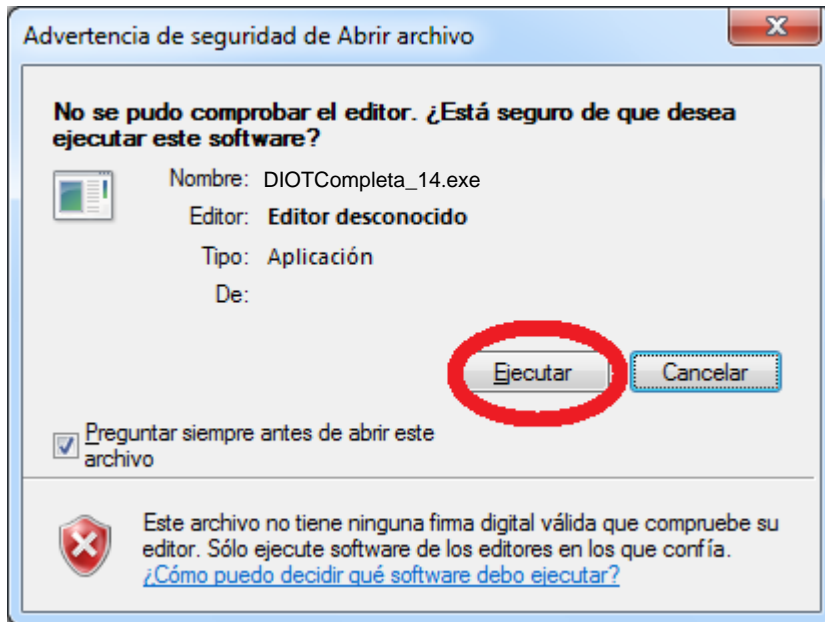 Advertencia de seguridad de Abrir archivo
No se pudo comprobar el editor. ¿Está seguro de que desea
ejecutar este software?
Nombre: DIOTCompleta_14.exe
Editor: Editor desconocido
Tipo: Aplicación
De:
Ejecutar Cancelar
Preguntar siempre antes de abrir este
archivo
Este archivo no tiene ninguna firma digital válida que compruebe su
editor. Sólo ejecute software de los editores en los que confía.
¿Cómo puedo decidir qué software debo ejecutar?